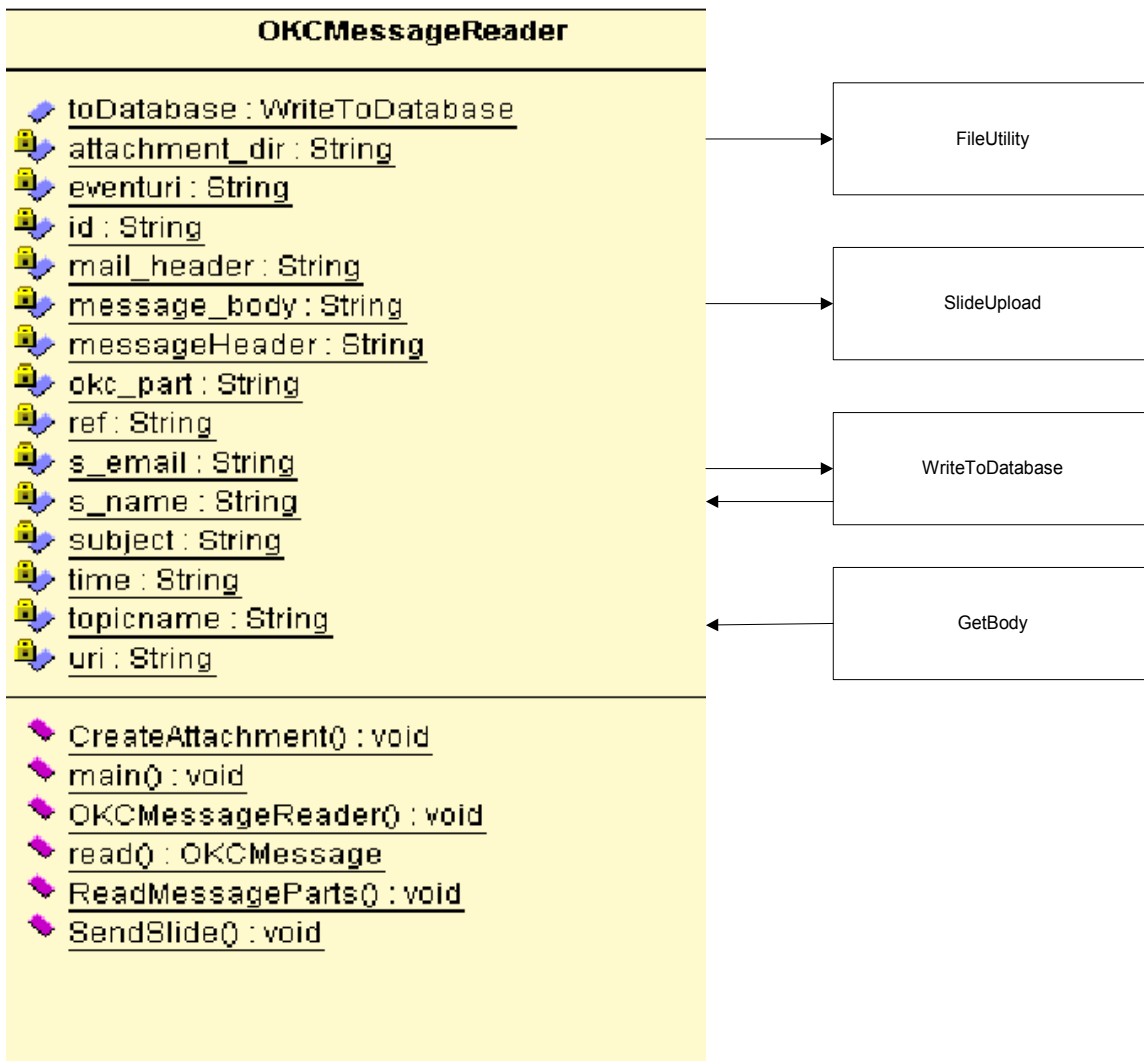 OKCMessageReader
toDatabase : WriteToDatabase
attachment_dir : String
eventuri : String
id : String
mail_header : String
message_body : String
messageHeader : String
okc_part : String
ref : String
s_email : String
s_name : String
subject : String
time : String
topicname : String
uri : String
CreateAttachment() : void
main() : void
OKCMessageReader() : void
read() : OKCMessage
ReadMessageParts() : void
SendSlide() : void
FileUtility
SlideUpload
WriteToDatabase
GetBody